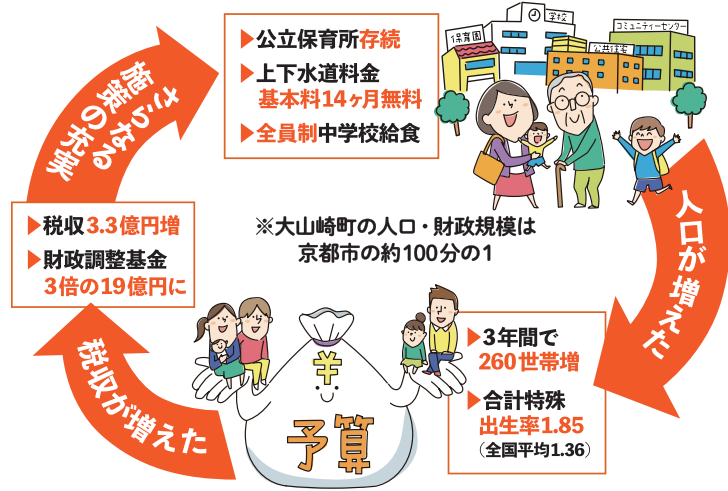 学校
保育園
公共住宅
コミュニティーセンター
▶公立保育所存続
▶上下水道料金
基本料14ヶ月無料
▶全員制中学校給食
人口が増えた
▶3年間で
260世帯増
▶合計特殊
出生率1.85
（全国平均1.36）
税収が増えた
▶税収3.3億円増
▶財政調整基金
3倍の19億円に
さらなる
施策の充実
※大山崎町の人口・財政規模は
京都市の約100分の1
¥
予算